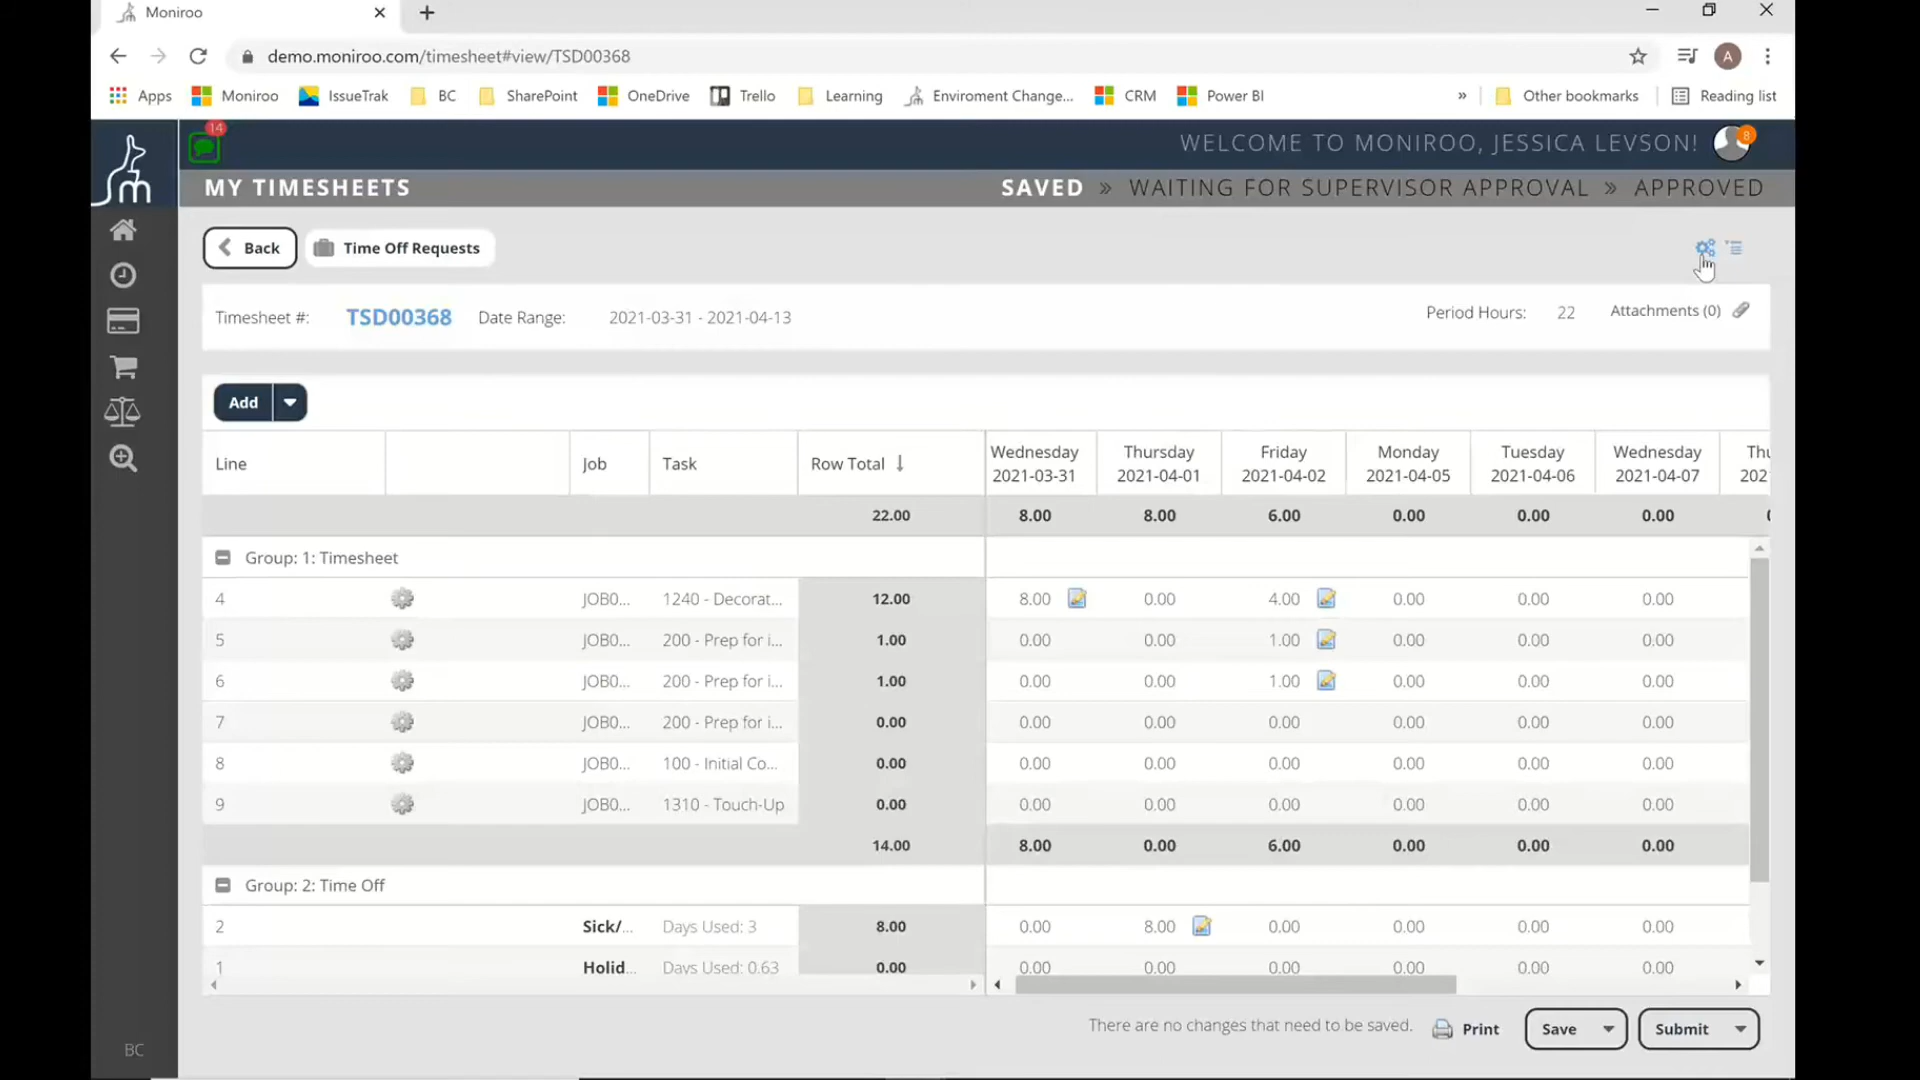 Moniroo
demo.moniroo.com/timesheet#view/TSD00368
A
Apps Moniroo IssueTrak BC SharePoint OneDrive Trello Learning Enviroment Change... CRM Power BI » Other bookmarks Reading list
14
WELCOME TO MONIROO, JESSICA LEVSON! 8
m
MY TIMESHEETS SAVED » WAITING FOR SUPERVISOR APPROVAL » APPROVED
Back Time Off Requests
Timesheet #: TSD00368 Date Range: 2021-03-31 - 2021-04-13 Period Hours: 22 Attachments (0)
Add
Line Job Task Row Total ↓ Wednesday 2021-03-31 Thursday 2021-04-01 Friday 2021-04-02 Monday 2021-04-05 Tuesday 2021-04-06 Wednesday 2021-04-07 Thu 202
22.00 8.00 8.00 6.00 0.00 0.00 0.00
Group: 1: Timesheet
4 JOB0... 1240 - Decorat... 12.00 8.00 0.00 4.00 0.00 0.00 0.00
5 JOB0... 200 - Prep for i... 1.00 0.00 0.00 1.00 0.00 0.00 0.00
6 JOB0... 200 - Prep for i... 1.00 0.00 0.00 1.00 0.00 0.00 0.00
7 JOB0... 200 - Prep for i... 0.00 0.00 0.00 0.00 0.00 0.00 0.00
8 JOB0... 100 - Initial Co... 0.00 0.00 0.00 0.00 0.00 0.00 0.00
9 JOB0... 1310 - Touch-Up 0.00 0.00 0.00 0.00 0.00 0.00 0.00
14.00 8.00 0.00 6.00 0.00 0.00 0.00
Group: 2: Time Off
2 Sick/... Days Used: 3 8.00 0.00 8.00 0.00 0.00 0.00 0.00
1 Holid... Days Used: 0.63 0.00 0.00 0.00 0.00 0.00 0.00 0.00
There are no changes that need to be saved. Print Save Submit
BC